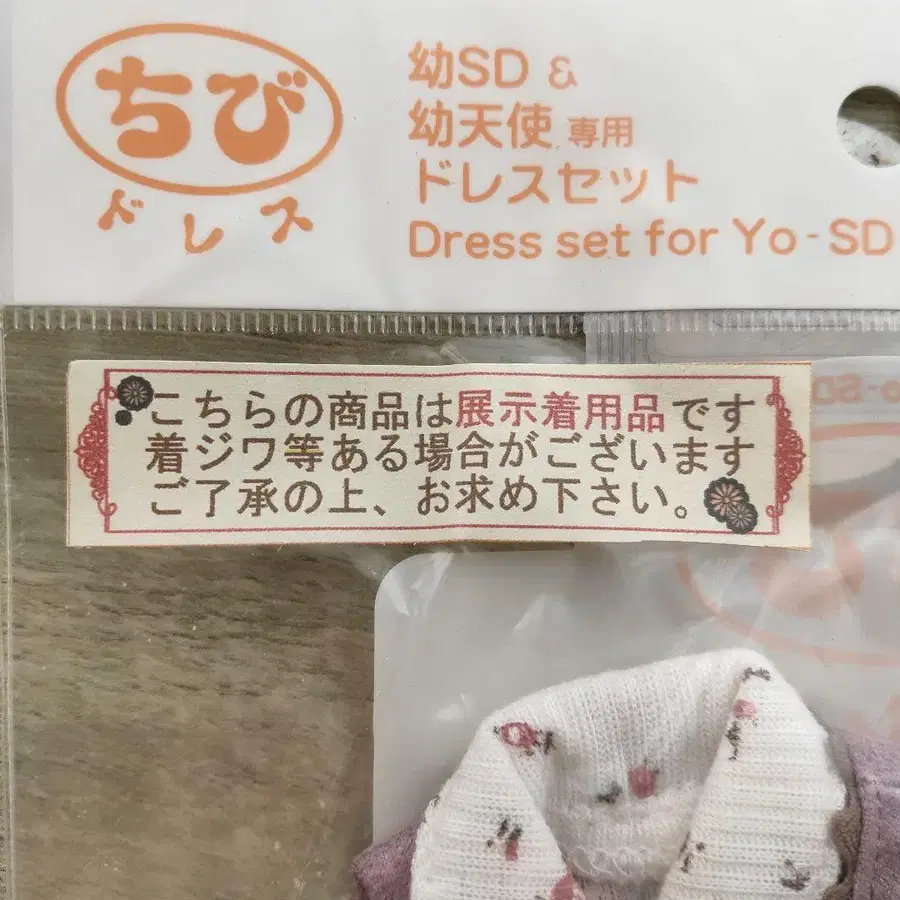 ちび
ドレス
幼SD &
幼天使 専用
ドレスセット
Dress set for Yo-SD
こちらの商品は展示着用品です
着ジワ等ある場合がございます
ご了承の上、お求め下さい。